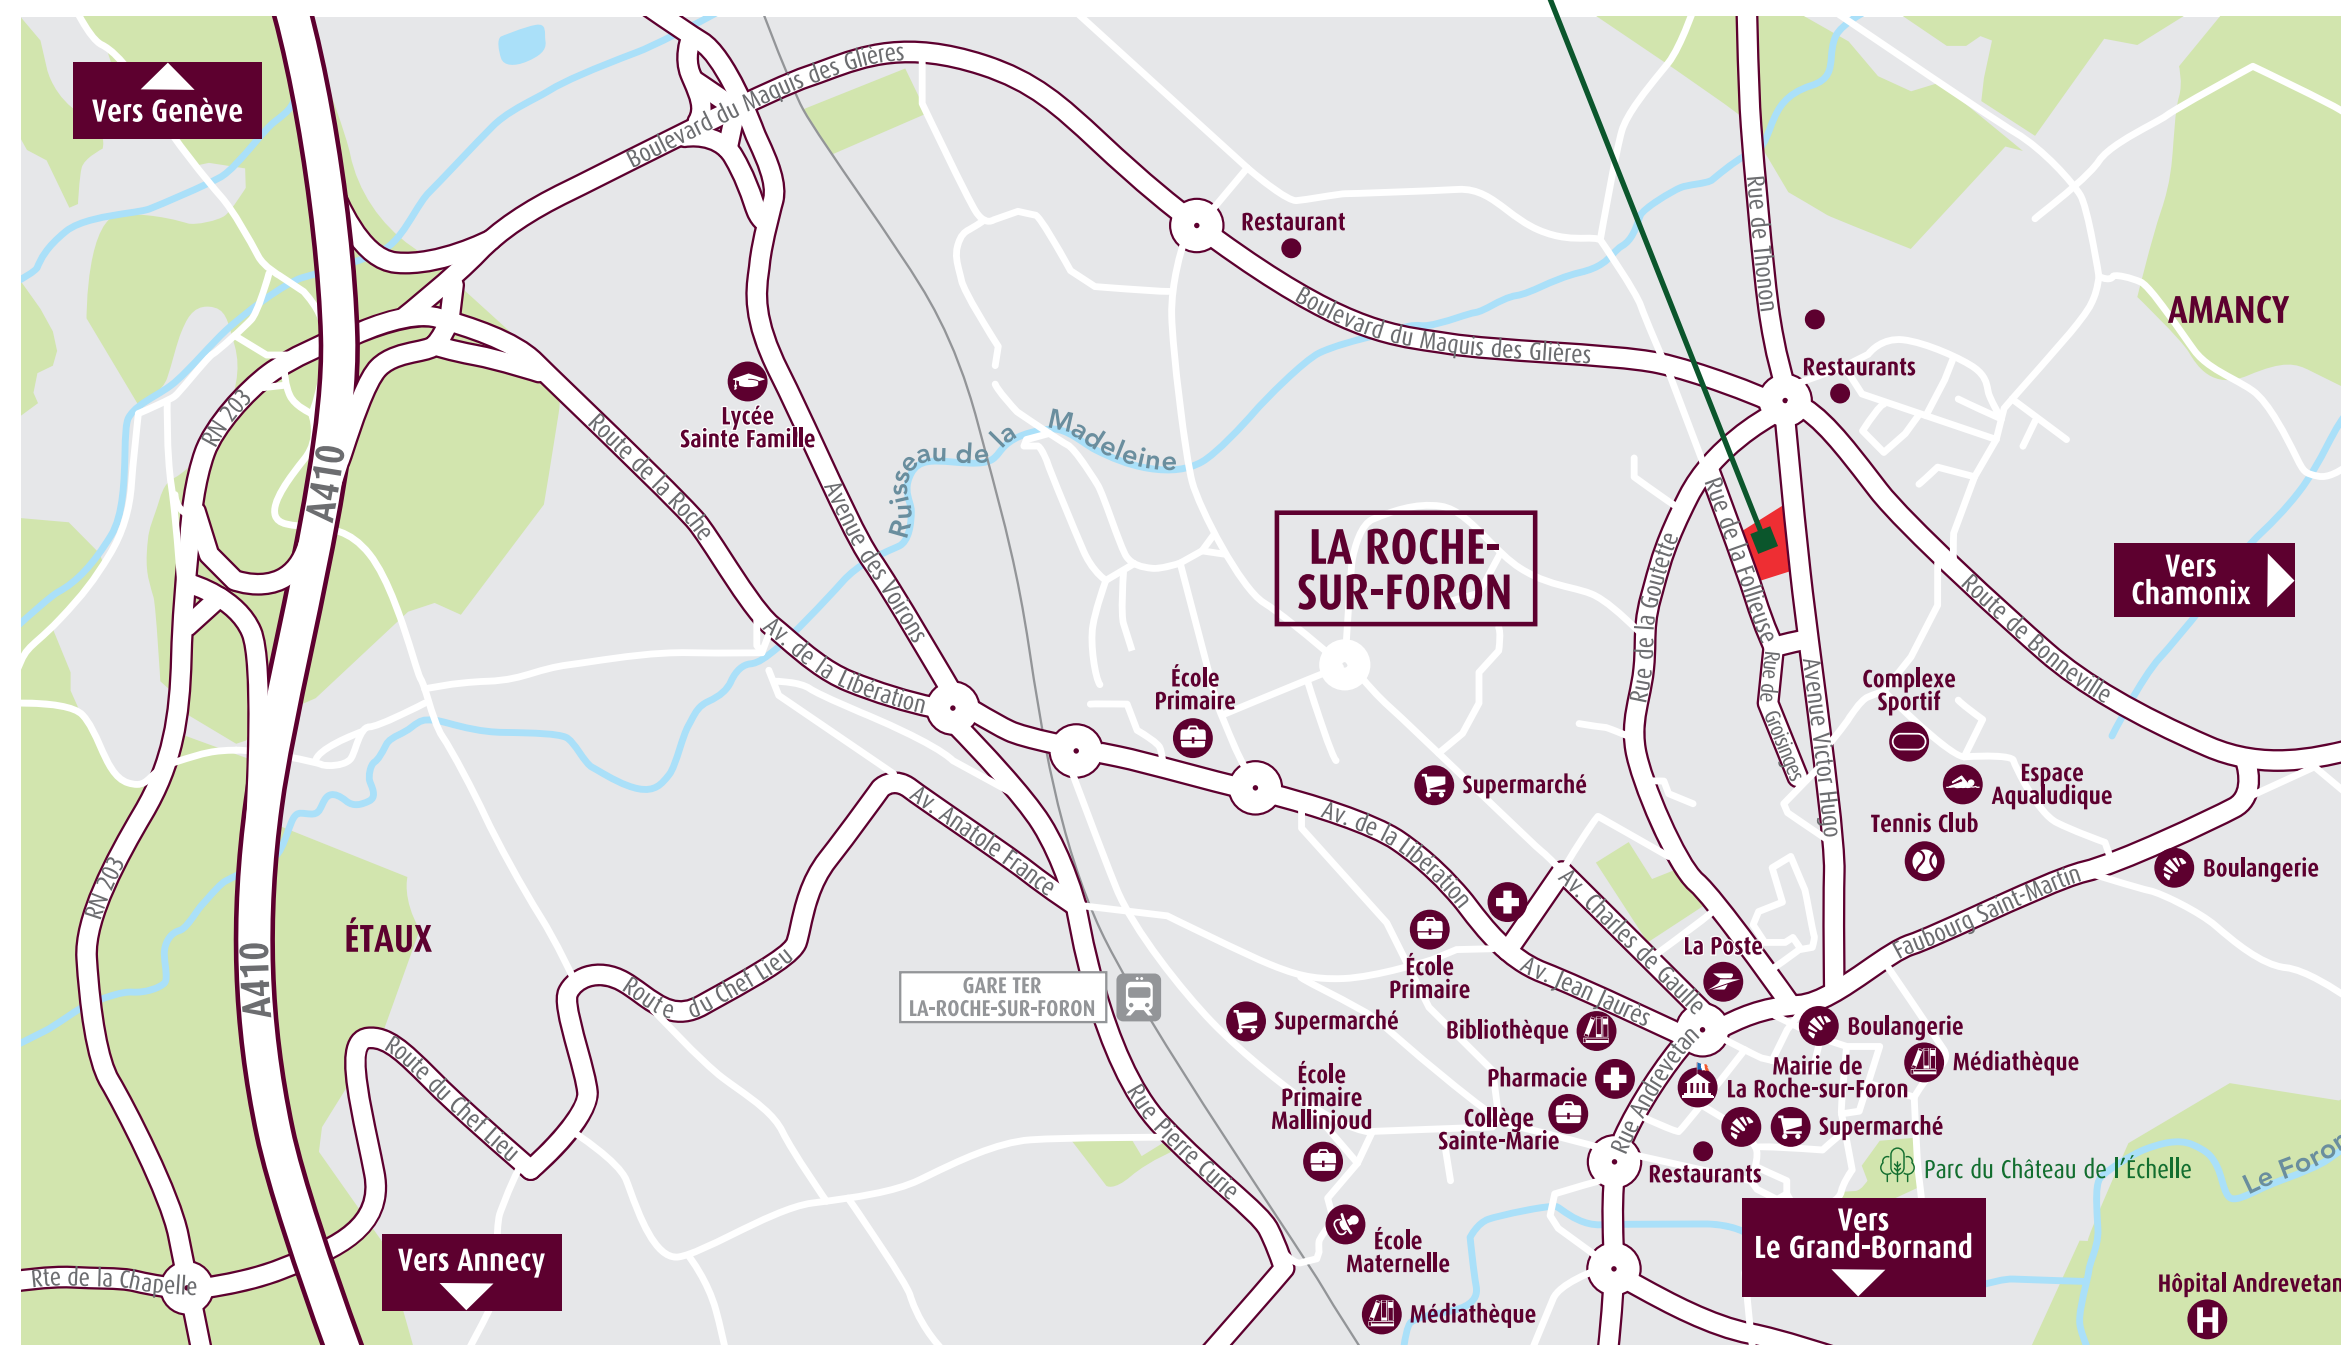 Vers Genève
Boulevard du Maquis des Glières
Restaurant
Rue de Thonon
Boulevard du Maquis des Glières
AMANCY
Restaurants
Lycée
Sainte Famille
RN 203
Route de la Roche
A410
Ruisseau de la Madeleine
Avenue des Voirons
LA ROCHE-
SUR-FORON
Rue de la Follieuse
Rue de la Goutette
Route de Bonneville
Vers
Chamonix
Av. de la Libération
École
Primaire
Rue de Groisinges
Avenue Victor Hugo
Complexe
Sportif
Supermarché
Espace
Aqualudique
Tennis Club
Av. Anatole France
Av. de la Libération
Boulangerie
RN 203
ÉTAUX
A410
Av. Charles de Gaulle
Faubourg Saint-Martin
La Poste
École
Primaire
Av. Jean Jaures
Route du Chef Lieu
GARE TER
LA-ROCHE-SUR-FORON
Supermarché
Bibliothèque
Boulangerie
Médiathèque
Route du Chef Lieu
Pharmacie
Mairie de
La Roche-sur-Foron
École
Primaire
Mallinjoud
Collège
Sainte-Marie
Rue Andrevetan
Supermarché
Rue Pierre Curie
Restaurants
Parc du Château de l'Échelle
Le Foron
Vers
Le Grand-Bornand
Vers Annecy
École
Maternelle
Rte de la Chapelle
Médiathèque
Hôpital Andrevetan
H